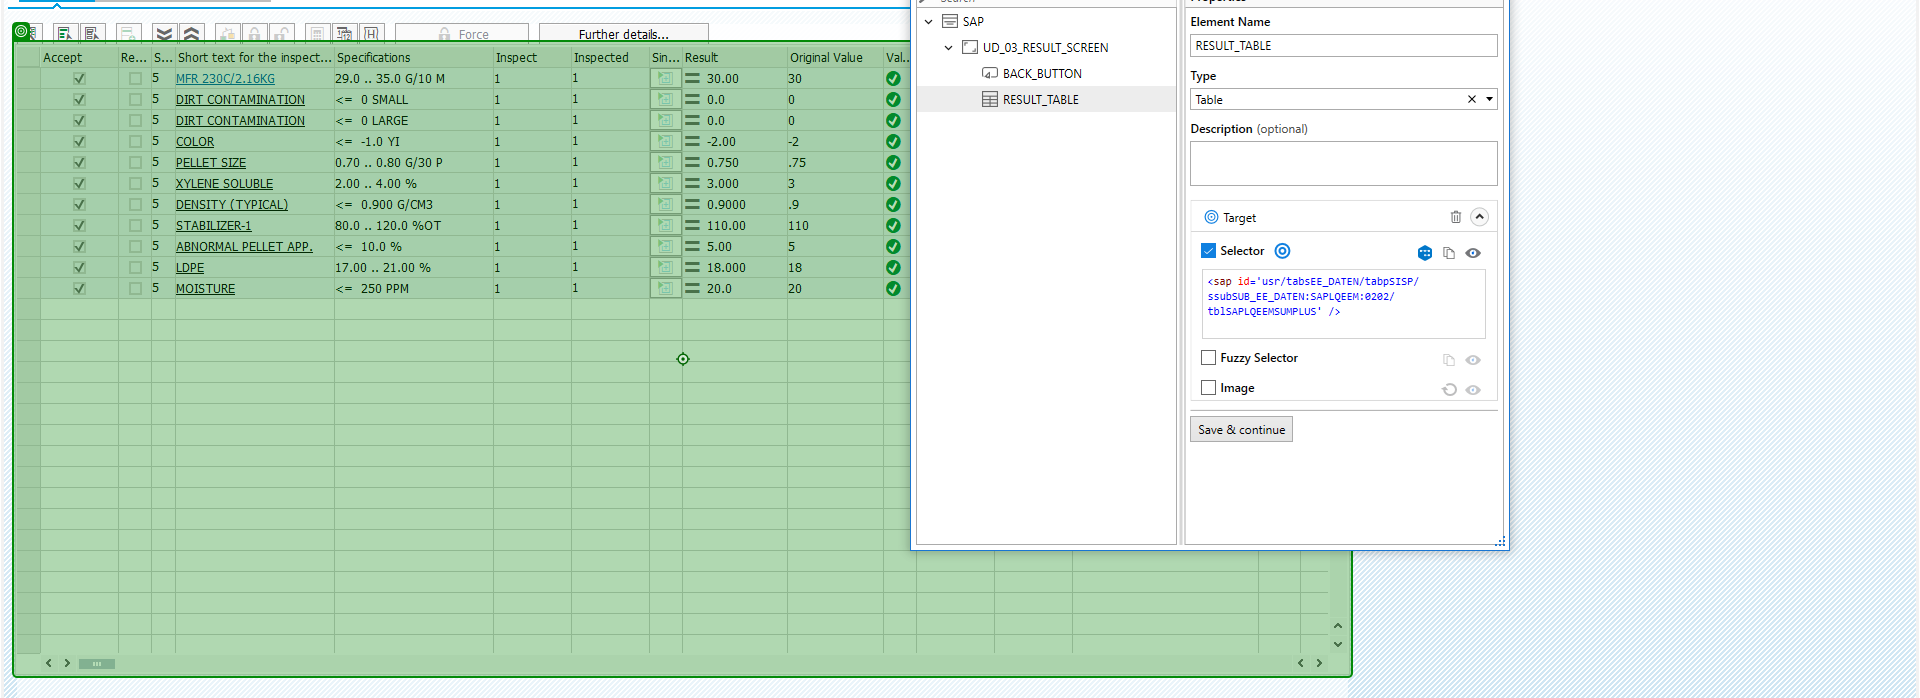 Force
Further details...
Accept Re... S... Short text for the inspect... Specifications Inspect Inspected Sin... Result Original Value Val...
5 MFR 230C/2.16KG 29.0 .. 35.0 G/10 M 1 1 30.00 30
5 DIRT CONTAMINATION <= 0 SMALL 1 1 0.0 0
5 DIRT CONTAMINATION <= 0 LARGE 1 1 0.0 0
5 COLOR <= -1.0 YI 1 1 -2.00 -2
5 PELLET SIZE 0.70 .. 0.80 G/30 P 1 1 0.750 .75
5 XYLENE SOLUBLE 2.00 .. 4.00 % 1 1 3.000 3
5 DENSITY (TYPICAL) <= 0.900 G/CM3 1 1 0.9000 .9
5 STABILIZER-1 80.0 .. 120.0 %OT 1 1 110.00 110
5 ABNORMAL PELLET APP. <= 10.0 % 1 1 5.00 5
5 LDPE 17.00 .. 21.00 % 1 1 18.000 18
5 MOISTURE <= 250 PPM 1 1 20.0 20
SAP
UD_03_RESULT_SCREEN
BACK_BUTTON
RESULT_TABLE
Element Name
RESULT_TABLE
Type
Table
Description (optional)
Target
Selector
<sap id='usr/tabsEE_DATEN/tabpSISP/
ssubSUB_EE_DATEN:SAPLQEEM:0202/
tblSAPLQEEMSUMPLUS' />
Fuzzy Selector
Image
Save & continue